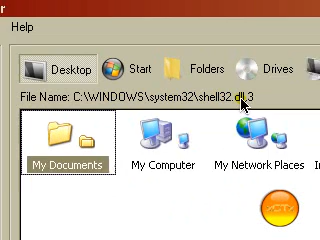 r
Help
Desktop Start Folders Drives
File Name: C:\WINDOWS\system32\shell32.dll,3
My Documents My Computer My Network Places